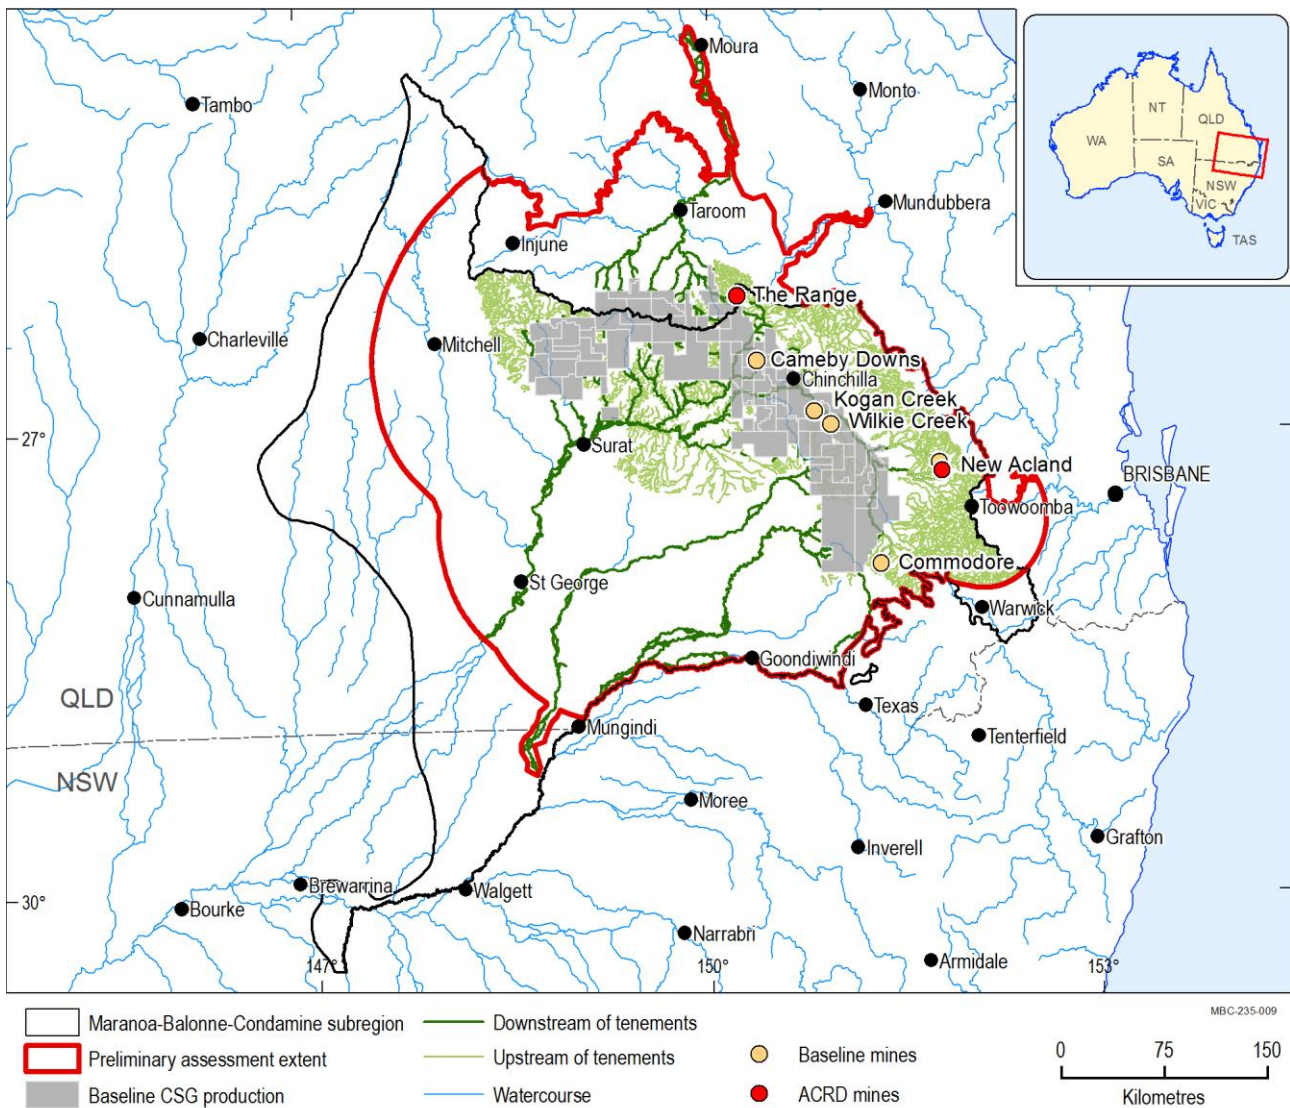 Moura
Monto
Tambo
NT
QLD
WA
SA
NSW
VIC
TAS
Mundubbera
Taroom
Injune
The Range
Charleville
Mitchell
Cameby Downs
Chinchilla
Kogan Creek
Wilkie Creek
27°
Surat
New Acland
BRISBANE
Toowoomba
Commodore
St George
Cunnamulla
Warwick
Goondiwindi
QLD
Texas
Mungindi
Tenterfield
NSW
Moree
Grafton
Inverell
Brewarrina
Walgett
30°
Bourke
Narrabri
Armidale
147°
150°
153°
MBC-235-009
Maranoa-Balonne-Condamine subregion
Downstream of tenements
Preliminary assessment extent
Upstream of tenements
Baseline mines
0 75 150
Baseline CSG production
Watercourse
ACRD mines
Kilometres